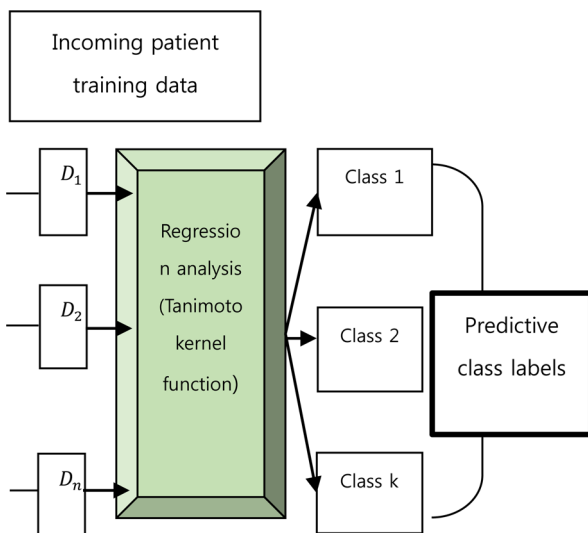 Incoming patient
training data
D₁
D₂
Dₙ
Regressio
n analysis
(Tanimoto
kernel
function)
Class 1
Class 2
Class k
Predictive
class labels